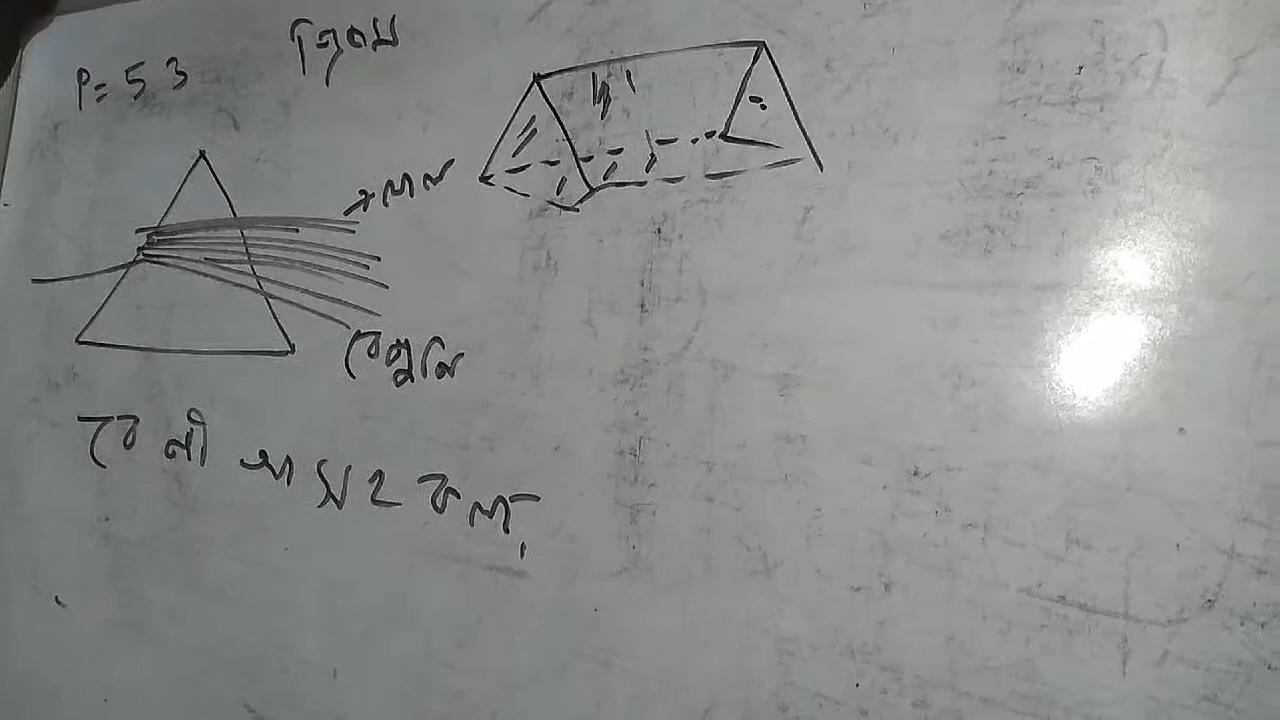 P = 53
প্রিজম
লাল
বেগুনি
বে নী আ স হ ক লা